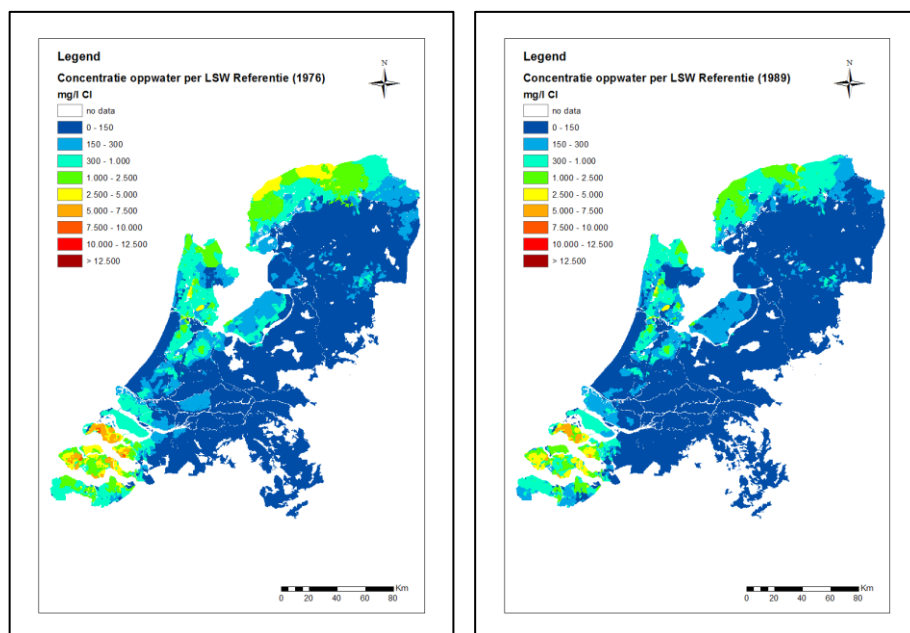 Legend
Concentratie oppwater per LSW Referentie (1976)
mg/l Cl
no data
0 - 150
150 - 300
300 - 1.000
1.000 - 2.500
2.500 - 5.000
5.000 - 7.500
7.500 - 10.000
10.000 - 12.500
> 12.500
N
Km
0 20 40 60 80
Legend
Concentratie oppwater per LSW Referentie (1989)
mg/l Cl
no data
0 - 150
150 - 300
300 - 1.000
1.000 - 2.500
2.500 - 5.000
5.000 - 7.500
7.500 - 10.000
10.000 - 12.500
> 12.500
N
Km
0 20 40 60 80